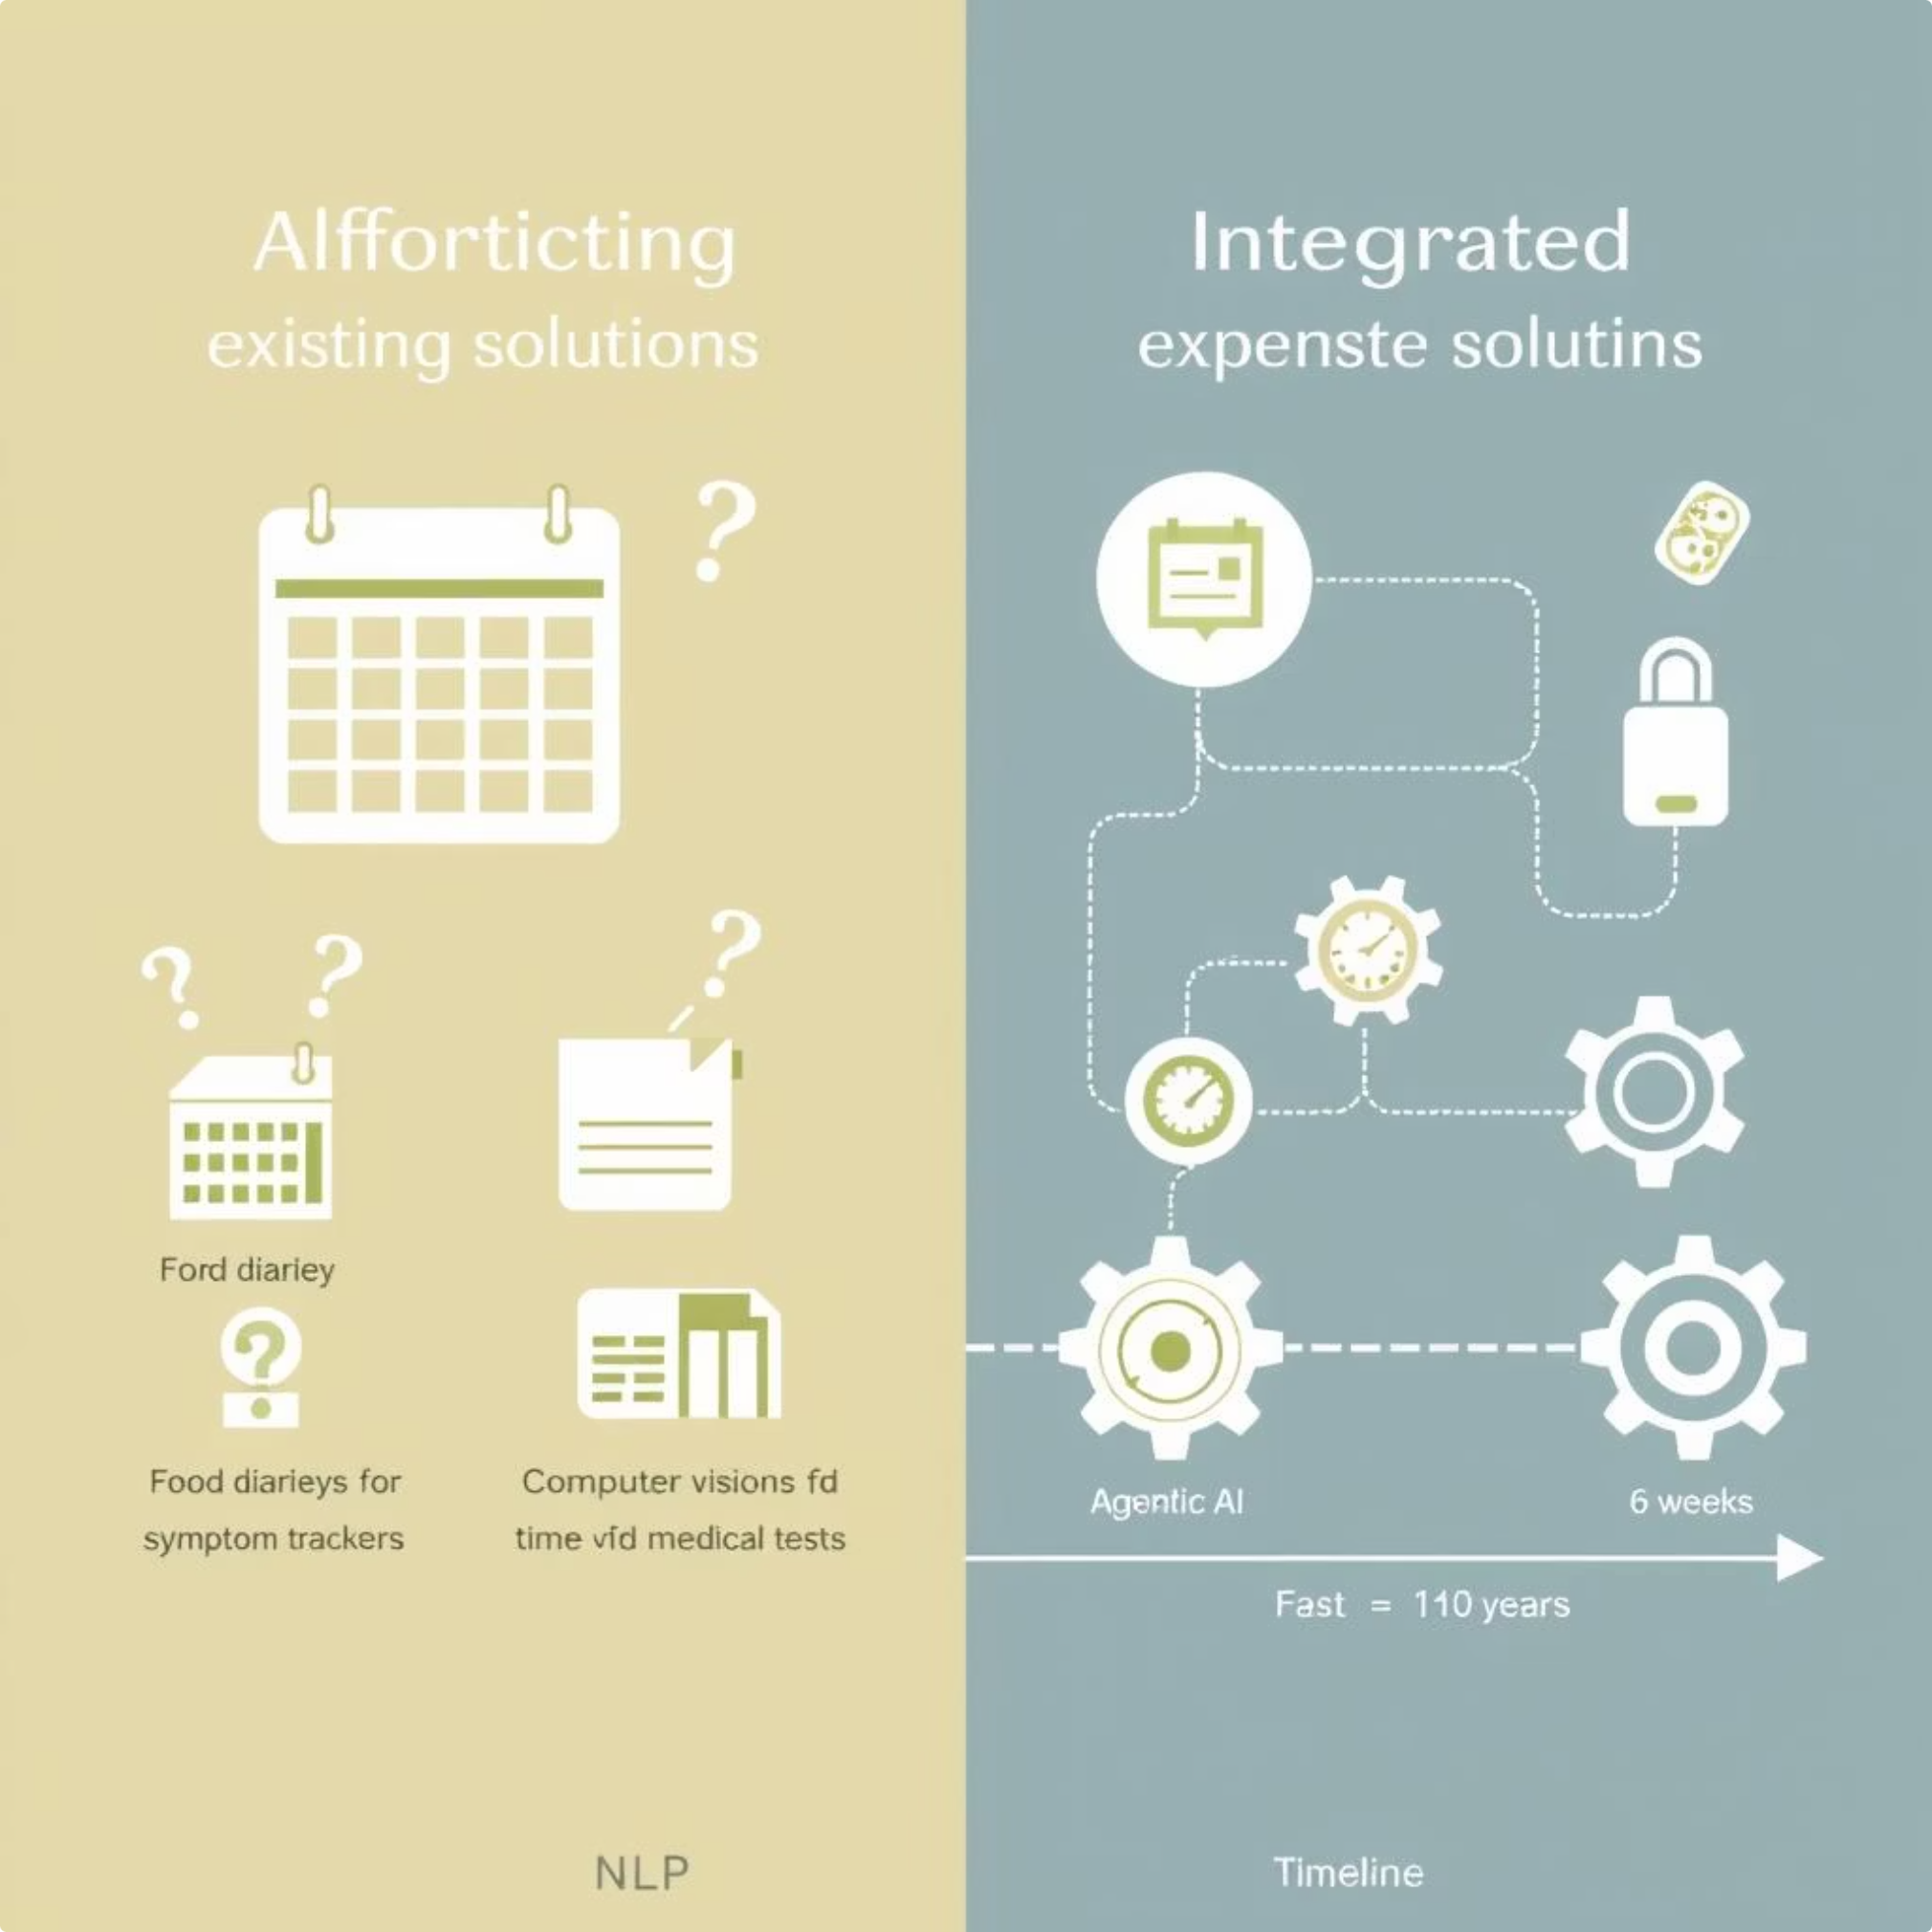 Alfforticting
existing solutions
Ford diariey
Food diarieys for
symptom trackers
Computer visions fd
time vfd medical tests
NLP
Integrated
expenste solutins
Agentic AI
6 weeks
Fast = 110 years
Timeline